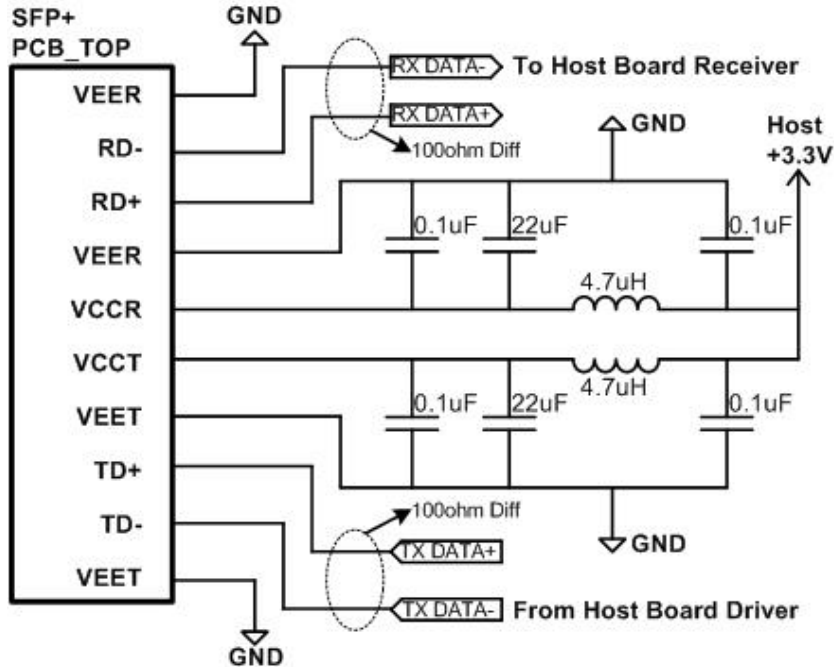 SFP+
PCB_TOP
GND
VEER
RD-
RD+
VEER
VCCR
VCCT
VEET
TD+
TD-
VEET
RX DATA-
To Host Board Receiver
RX DATA+
100ohm Diff
GND
Host
+3.3V
0.1uF
22uF
0.1uF
4.7uH
4.7uH
0.1uF
22uF
0.1uF
100ohm Diff
GND
TX DATA+
TX DATA-
From Host Board Driver
GND